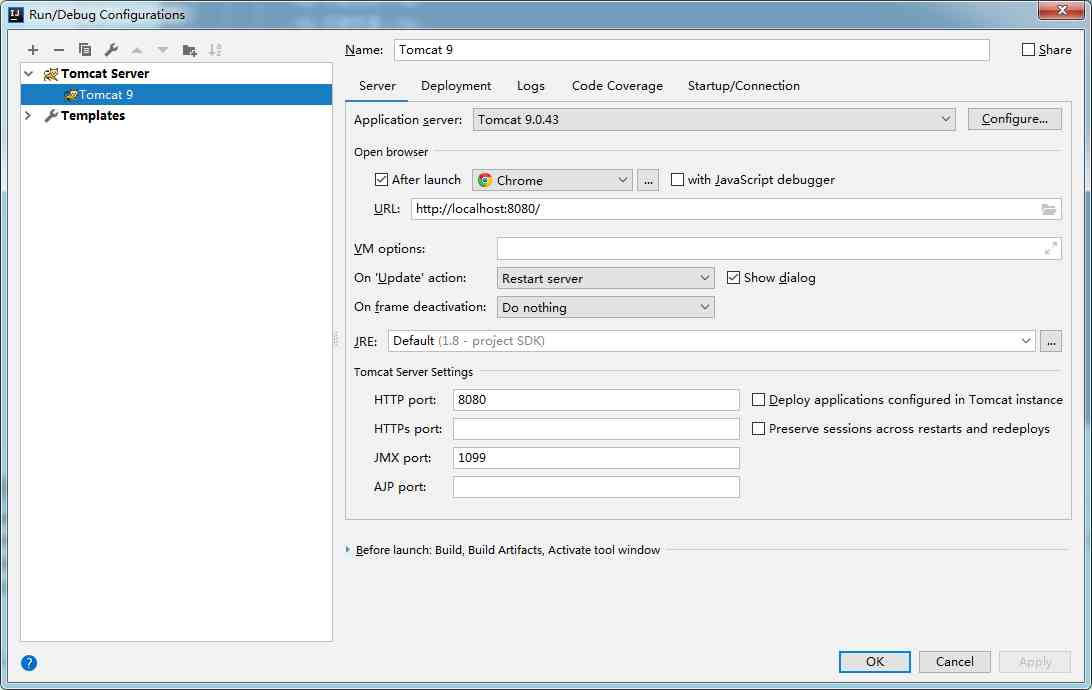 Run/Debug Configurations
Name: Tomcat 9 Share
Tomcat Server
Tomcat 9
Templates
Server Deployment Logs Code Coverage Startup/Connection
Application server: Tomcat 9.0.43 Configure...
Open browser
After launch Chrome ... with JavaScript debugger
URL: http://localhost:8080/
VM options:
On 'Update' action: Restart server Show dialog
On frame deactivation: Do nothing
JRE: Default (1.8 - project SDK) ...
Tomcat Server Settings
HTTP port: 8080 Deploy applications configured in Tomcat instance
HTTPs port: Preserve sessions across restarts and redeploys
JMX port: 1099
AJP port:
Before launch: Build, Build Artifacts, Activate tool window
? OK Cancel Apply